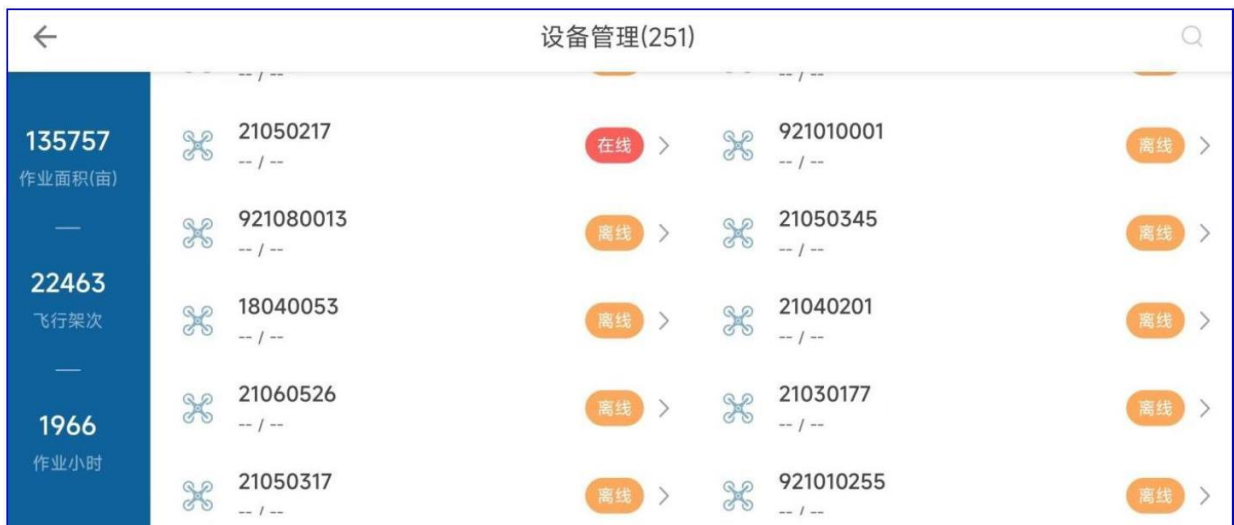 设备管理(251)
-- / --
-- / --
135757
作业面积(亩)
22463
飞行架次
1966
作业小时
21050217
在线
-- / --
921010001
离线
-- / --
921080013
离线
-- / --
21050345
离线
-- / --
18040053
离线
-- / --
21040201
离线
-- / --
21060526
离线
-- / --
21030177
离线
-- / --
21050317
离线
-- / --
921010255
离线
-- / --